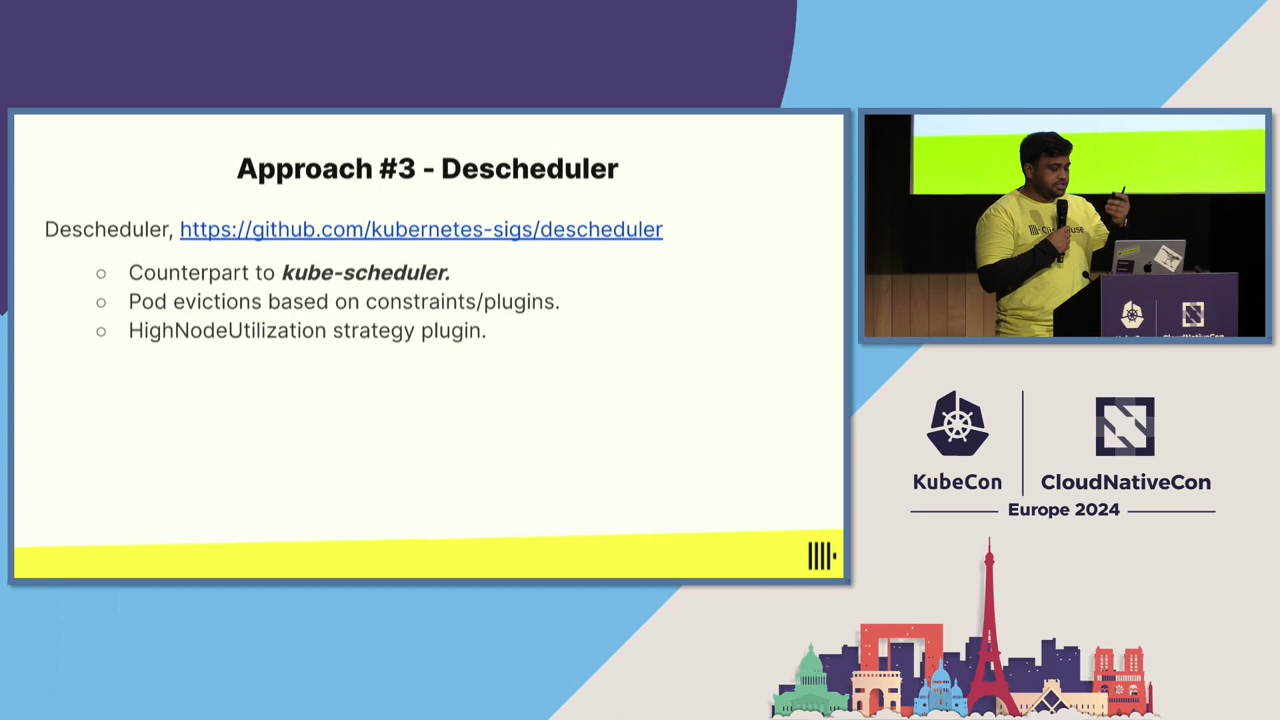 Approach #3 - Descheduler
Descheduler, https://github.com/kubernetes-sigs/descheduler
○ Counterpart to kube-scheduler.
○ Pod evictions based on constraints/plugins.
○ HighNodeUtilization strategy plugin.
KubeCon
CloudNativeCon
Europe 2024